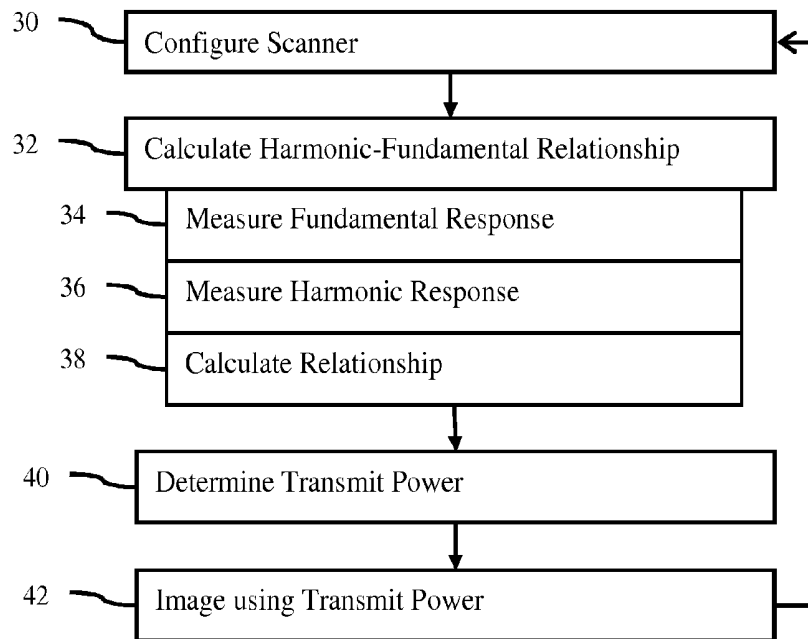 30 Configure Scanner
32 Calculate Harmonic-Fundamental Relationship
34 Measure Fundamental Response
36 Measure Harmonic Response
38 Calculate Relationship
40 Determine Transmit Power
42 Image using Transmit Power